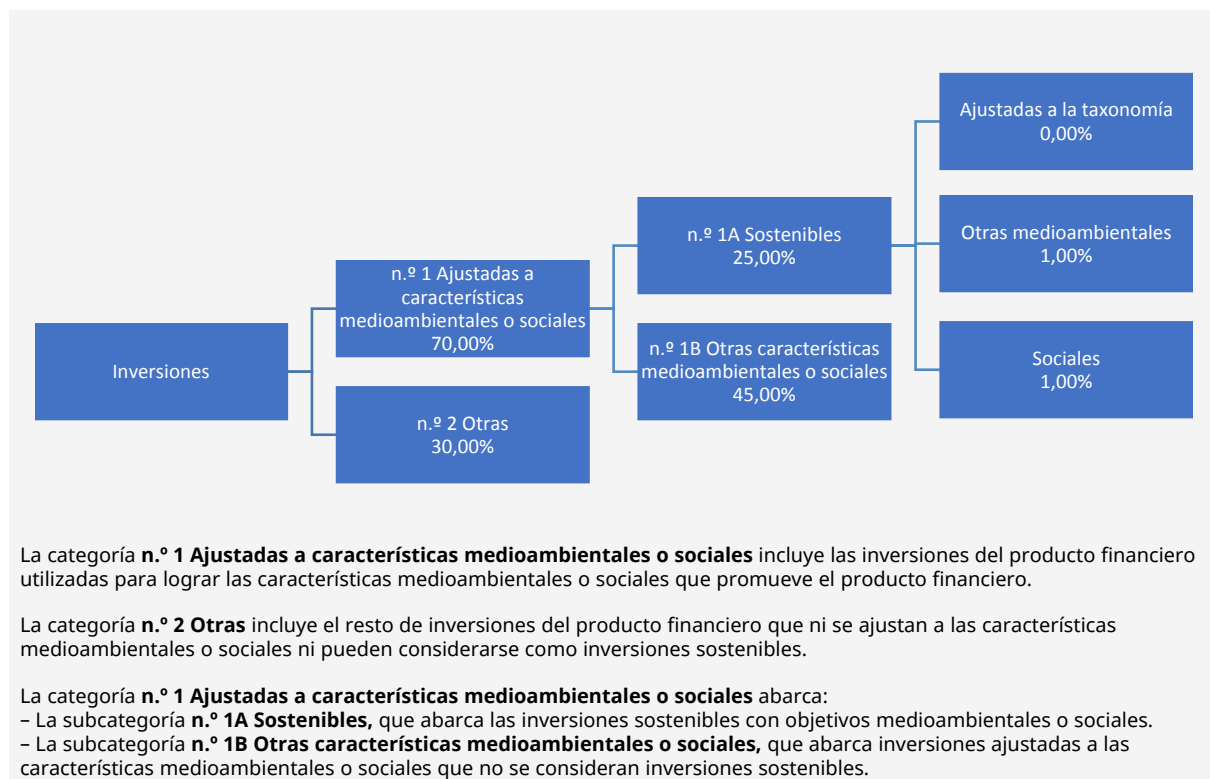 Inversiones
n.º 1 Ajustadas a
características
medioambientales o sociales
70,00%
n.º 2 Otras
30,00%
n.º 1A Sostenibles
25,00%
n.º 1B Otras características
medioambientales o sociales
45,00%
Ajustadas a la taxonomía
0,00%
Otras medioambientales
1,00%
Sociales
1,00%
La categoría n.º 1 Ajustadas a características medioambientales o sociales incluye las inversiones del producto financiero
utilizadas para lograr las características medioambientales o sociales que promueve el producto financiero.
La categoría n.º 2 Otras incluye el resto de inversiones del producto financiero que ni se ajustan a las características
medioambientales o sociales ni pueden considerarse como inversiones sostenibles.
La categoría n.º 1 Ajustadas a características medioambientales o sociales abarca:
– La subcategoría n.º 1A Sostenibles, que abarca las inversiones sostenibles con objetivos medioambientales o sociales.
– La subcategoría n.º 1B Otras características medioambientales o sociales, que abarca inversiones ajustadas a las
características medioambientales o sociales que no se consideran inversiones sostenibles.